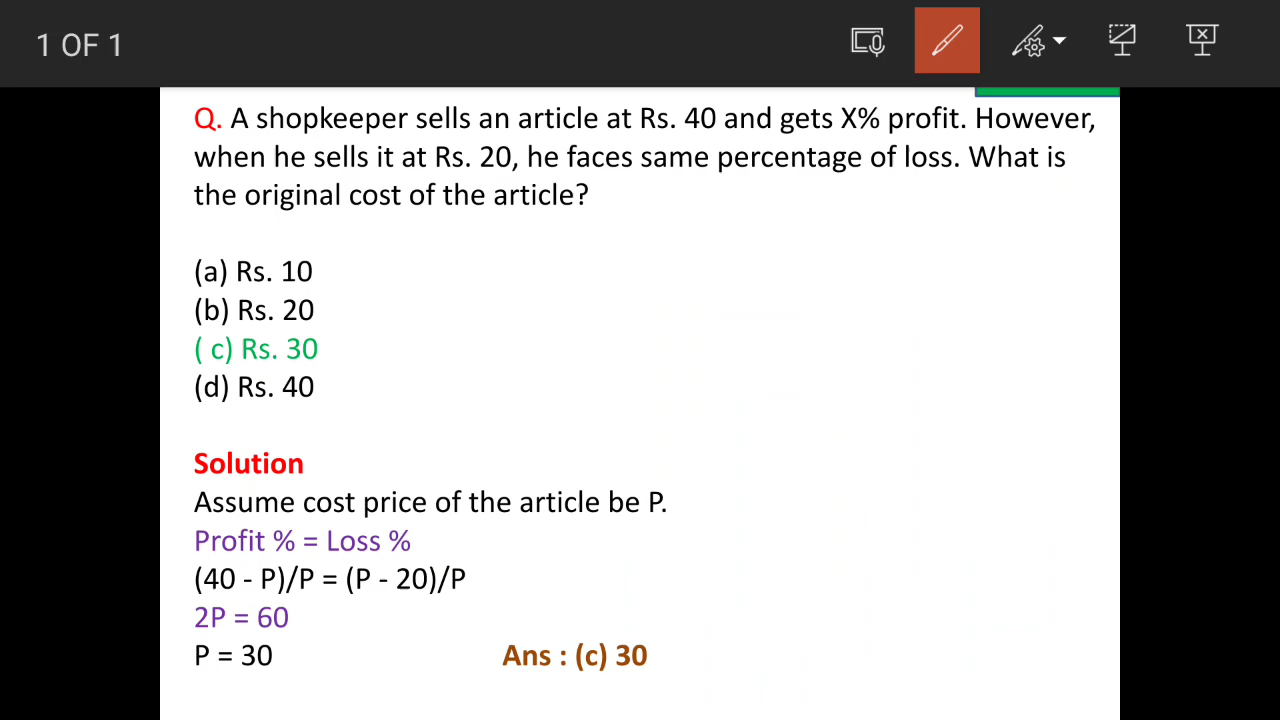 1 OF 1
Q. A shopkeeper sells an article at Rs. 40 and gets X% profit. However,
when he sells it at Rs. 20, he faces same percentage of loss. What is
the original cost of the article?
(a) Rs. 10
(b) Rs. 20
( c) Rs. 30
(d) Rs. 40
Solution
Assume cost price of the article be P.
Profit % = Loss %
(40 - P)/P = (P - 20)/P
2P = 60
P = 30 Ans : (c) 30